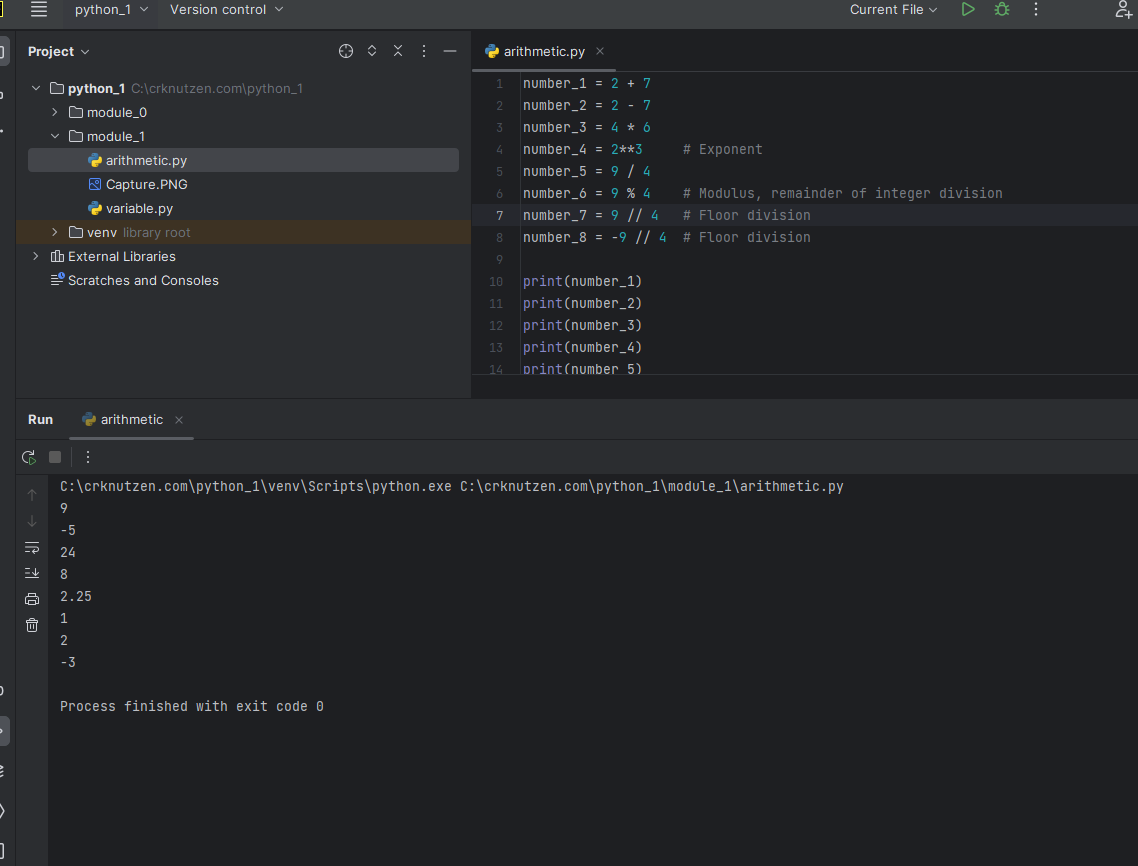 python_1 Version control Current File
Project
python_1 C:\crknutzen.com\python_1
module_0
module_1
arithmetic.py
Capture.PNG
variable.py
venv library root
External Libraries
Scratches and Consoles
arithmetic.py
1 number_1 = 2 + 7
2 number_2 = 2 - 7
3 number_3 = 4 * 6
4 number_4 = 2**3     # Exponent
5 number_5 = 9 / 4
6 number_6 = 9 % 4    # Modulus, remainder of integer division
7 number_7 = 9 // 4   # Floor division
8 number_8 = -9 // 4  # Floor division
9
10 print(number_1)
11 print(number_2)
12 print(number_3)
13 print(number_4)
14 print(number_5)
Run arithmetic
C:\crknutzen.com\python_1\venv\Scripts\python.exe C:\crknutzen.com\python_1\module_1\arithmetic.py
9
-5
24
8
2.25
1
2
-3
Process finished with exit code 0